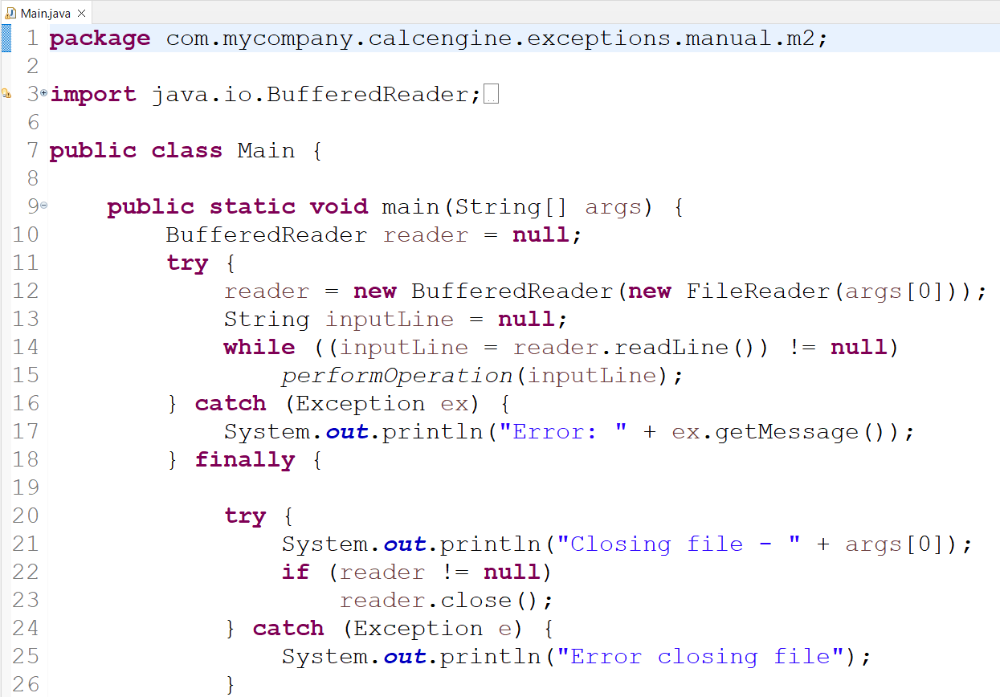 Main.java
1 package com.mycompany.calcengine.exceptions.manual.m2;
2
3 import java.io.BufferedReader;
6
7 public class Main {
8
9     public static void main(String[] args) {
10         BufferedReader reader = null;
11         try {
12             reader = new BufferedReader(new FileReader(args[0]));
13             String inputLine = null;
14             while ((inputLine = reader.readLine()) != null)
15                 performOperation(inputLine);
16         } catch (Exception ex) {
17             System.out.println("Error: " + ex.getMessage());
18         } finally {
19
20             try {
21                 System.out.println("Closing file - " + args[0]);
22                 if (reader != null)
23                     reader.close();
24             } catch (Exception e) {
25                 System.out.println("Error closing file");
26             }